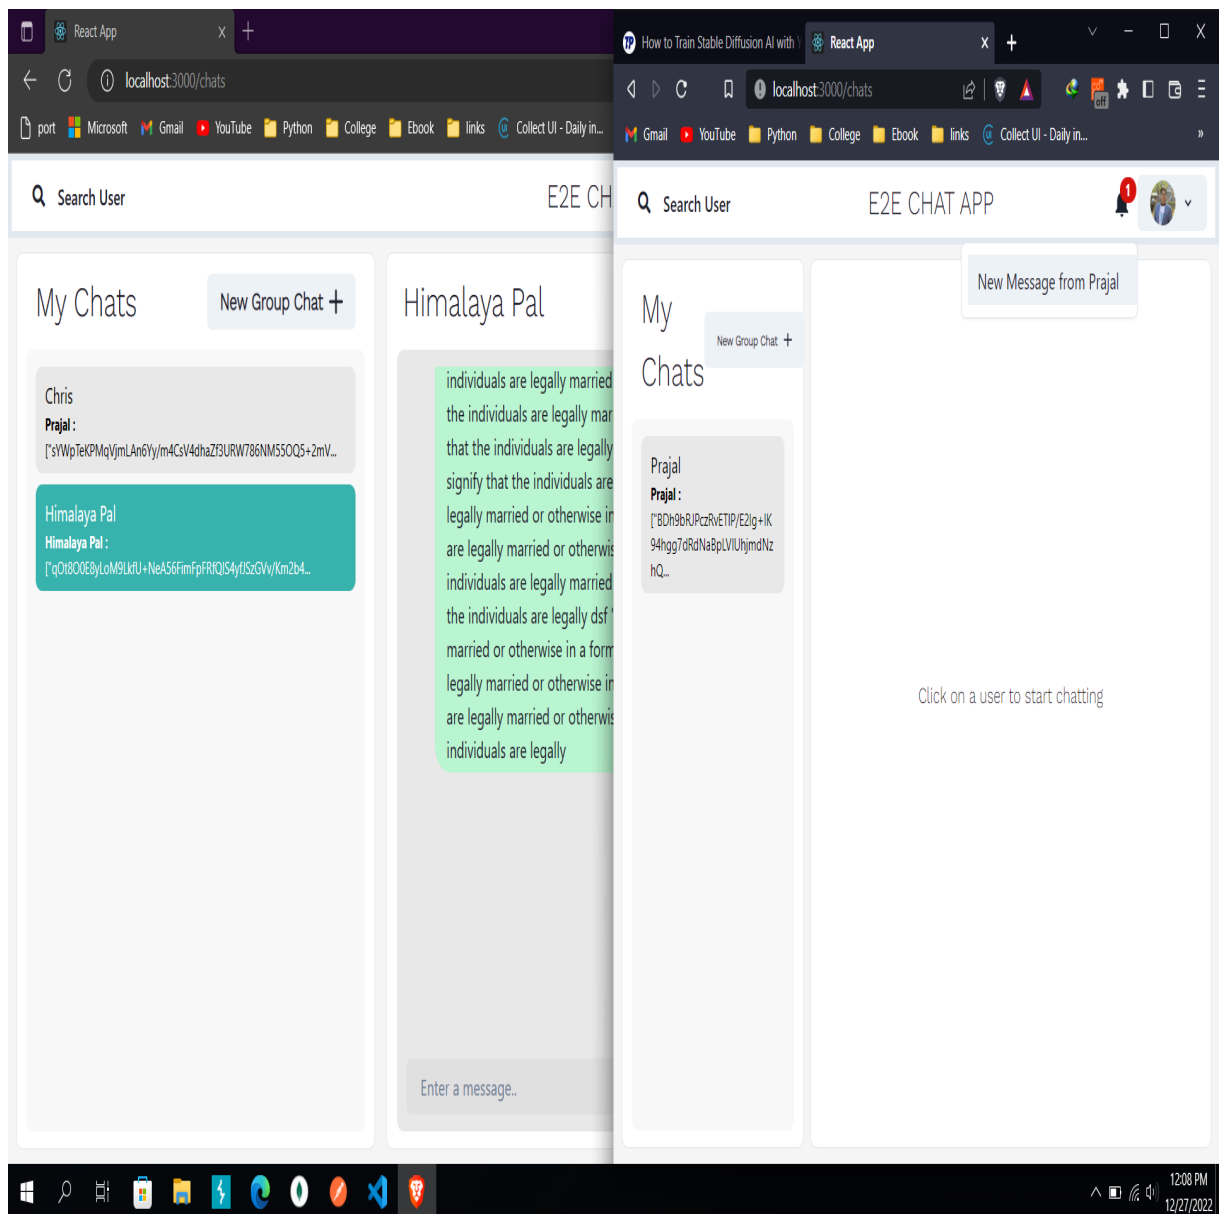 React App
localhost:3000/chats
port Microsoft Gmail YouTube Python College Ebook links Collect UI - Daily in...
Search User
E2E CH
My Chats
New Group Chat +
Chris
Prajal :
["sYWpTeKPMqVjmLAn6Yy/m4CsV4dhaZf3URW786NM55OQ5+2mV...
Himalaya Pal
Himalaya Pal :
["qOt8O0E8yLoM9LkfU+NeA56FimFpFRfQlS4yfJSzGVv/Km2b4...
Himalaya Pal
individuals are legally married
the individuals are legally mar
that the individuals are legally
signify that the individuals are
legally married or otherwise in
are legally married or otherwis
individuals are legally married
the individuals are legally dsf
married or otherwise in a form
legally married or otherwise in
are legally married or otherwis
individuals are legally
Enter a message..
How to Train Stable Diffusion AI with
React App
localhost:3000/chats
off
Gmail YouTube Python College Ebook links Collect UI - Daily in... »
Search User
E2E CHAT APP
1
New Message from Prajal
My
Chats
New Group Chat +
Prajal
Prajal :
["BDh9bRJPczRvETlP/E2lg+lK
94hgg7dRdNaBpLVlUhjmdNz
hQ...
Click on a user to start chatting
12:08 PM
12/27/2022